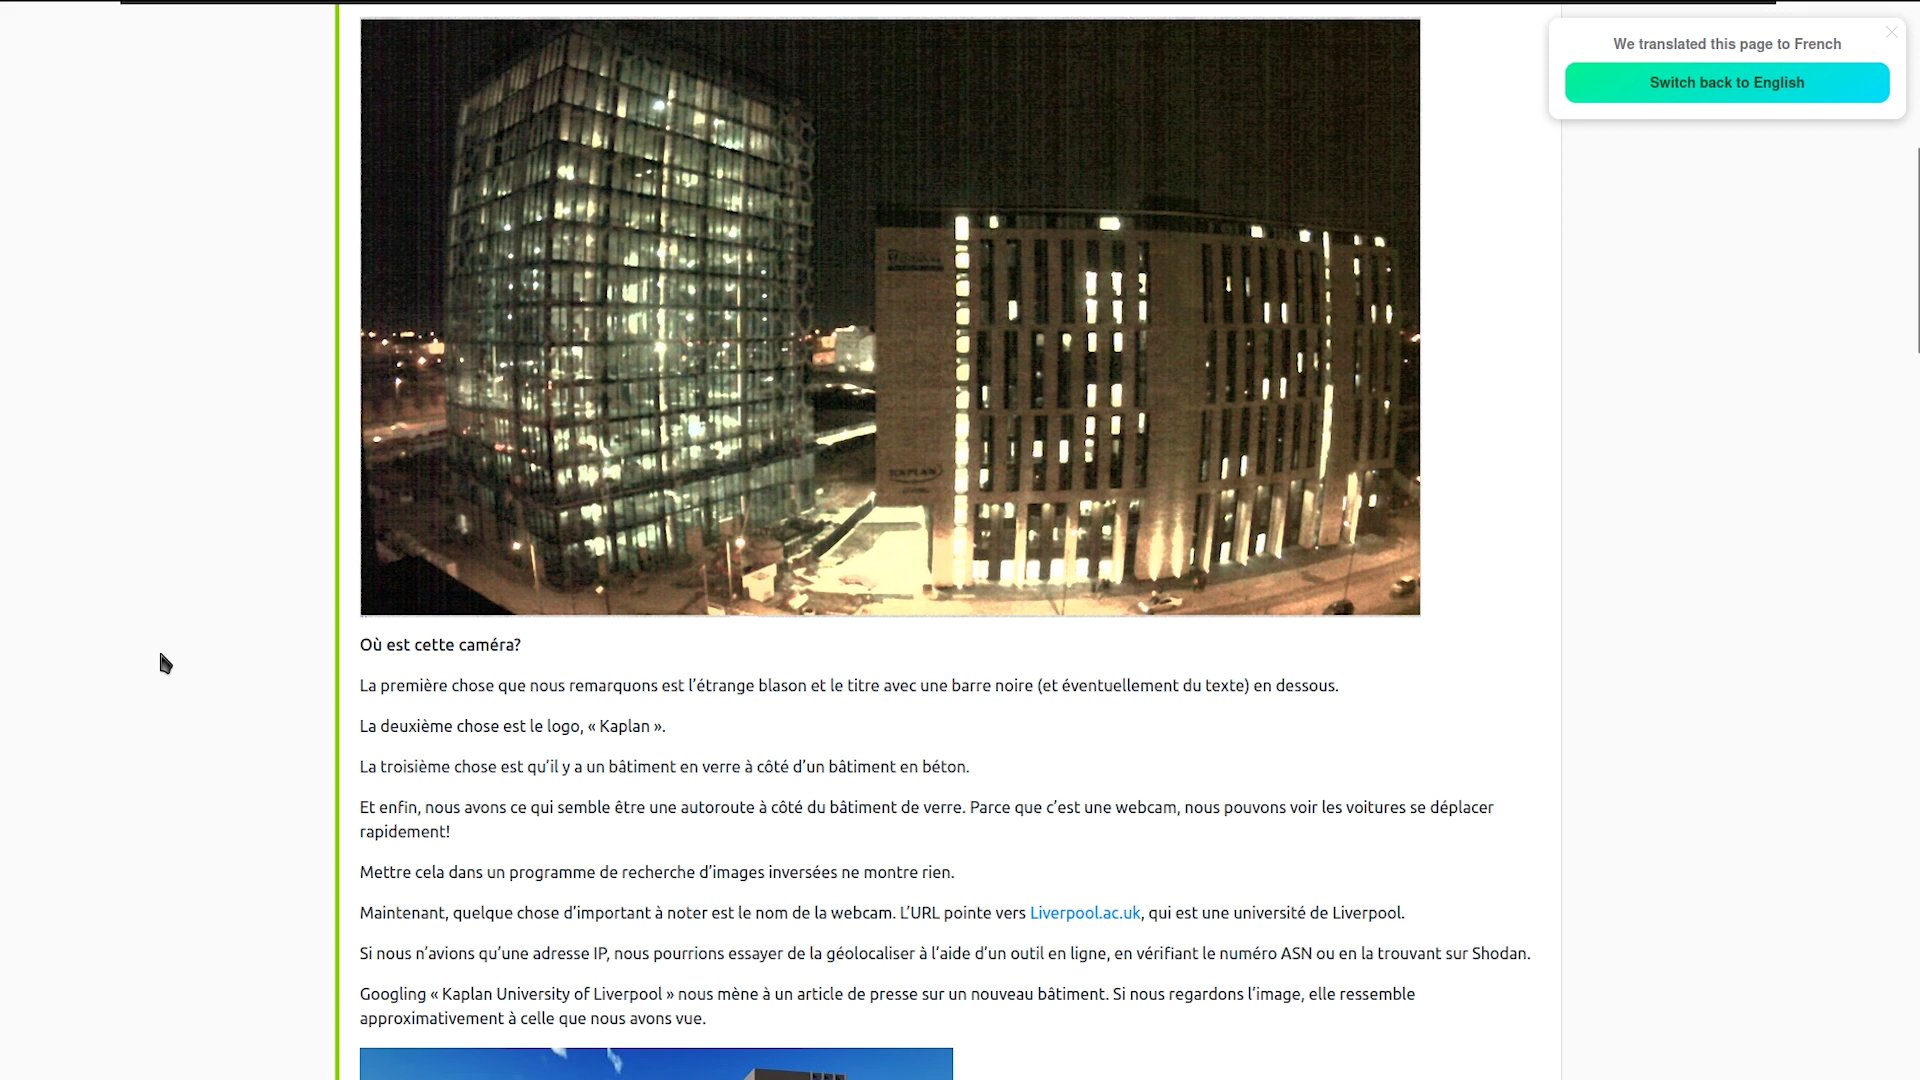 We translated this page to French
Switch back to English
KAPLAN
Où est cette caméra?
La première chose que nous remarquons est l’étrange blason et le titre avec une barre noire (et éventuellement du texte) en dessous.
La deuxième chose est le logo, « Kaplan ».
La troisième chose est qu’il y a un bâtiment en verre à côté d’un bâtiment en béton.
Et enfin, nous avons ce qui semble être une autoroute à côté du bâtiment de verre. Parce que c’est une webcam, nous pouvons voir les voitures se déplacer
rapidement!
Mettre cela dans un programme de recherche d’images inversées ne montre rien.
Maintenant, quelque chose d’important à noter est le nom de la webcam. L’URL pointe vers Liverpool.ac.uk, qui est une université de Liverpool.
Si nous n’avions qu’une adresse IP, nous pourrions essayer de la géolocaliser à l’aide d’un outil en ligne, en vérifiant le numéro ASN ou en la trouvant sur Shodan.
Googling « Kaplan University of Liverpool » nous mène à un article de presse sur un nouveau bâtiment. Si nous regardons l’image, elle ressemble
approximativement à celle que nous avons vue.